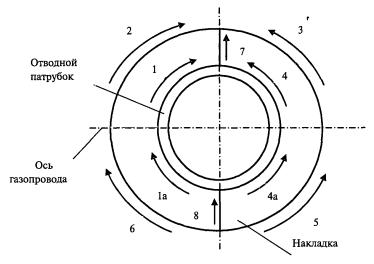 2
3
'
7
Отводной
патрубок
1
4
Ось
газопровода
1а
4а
8
6
5
Накладка